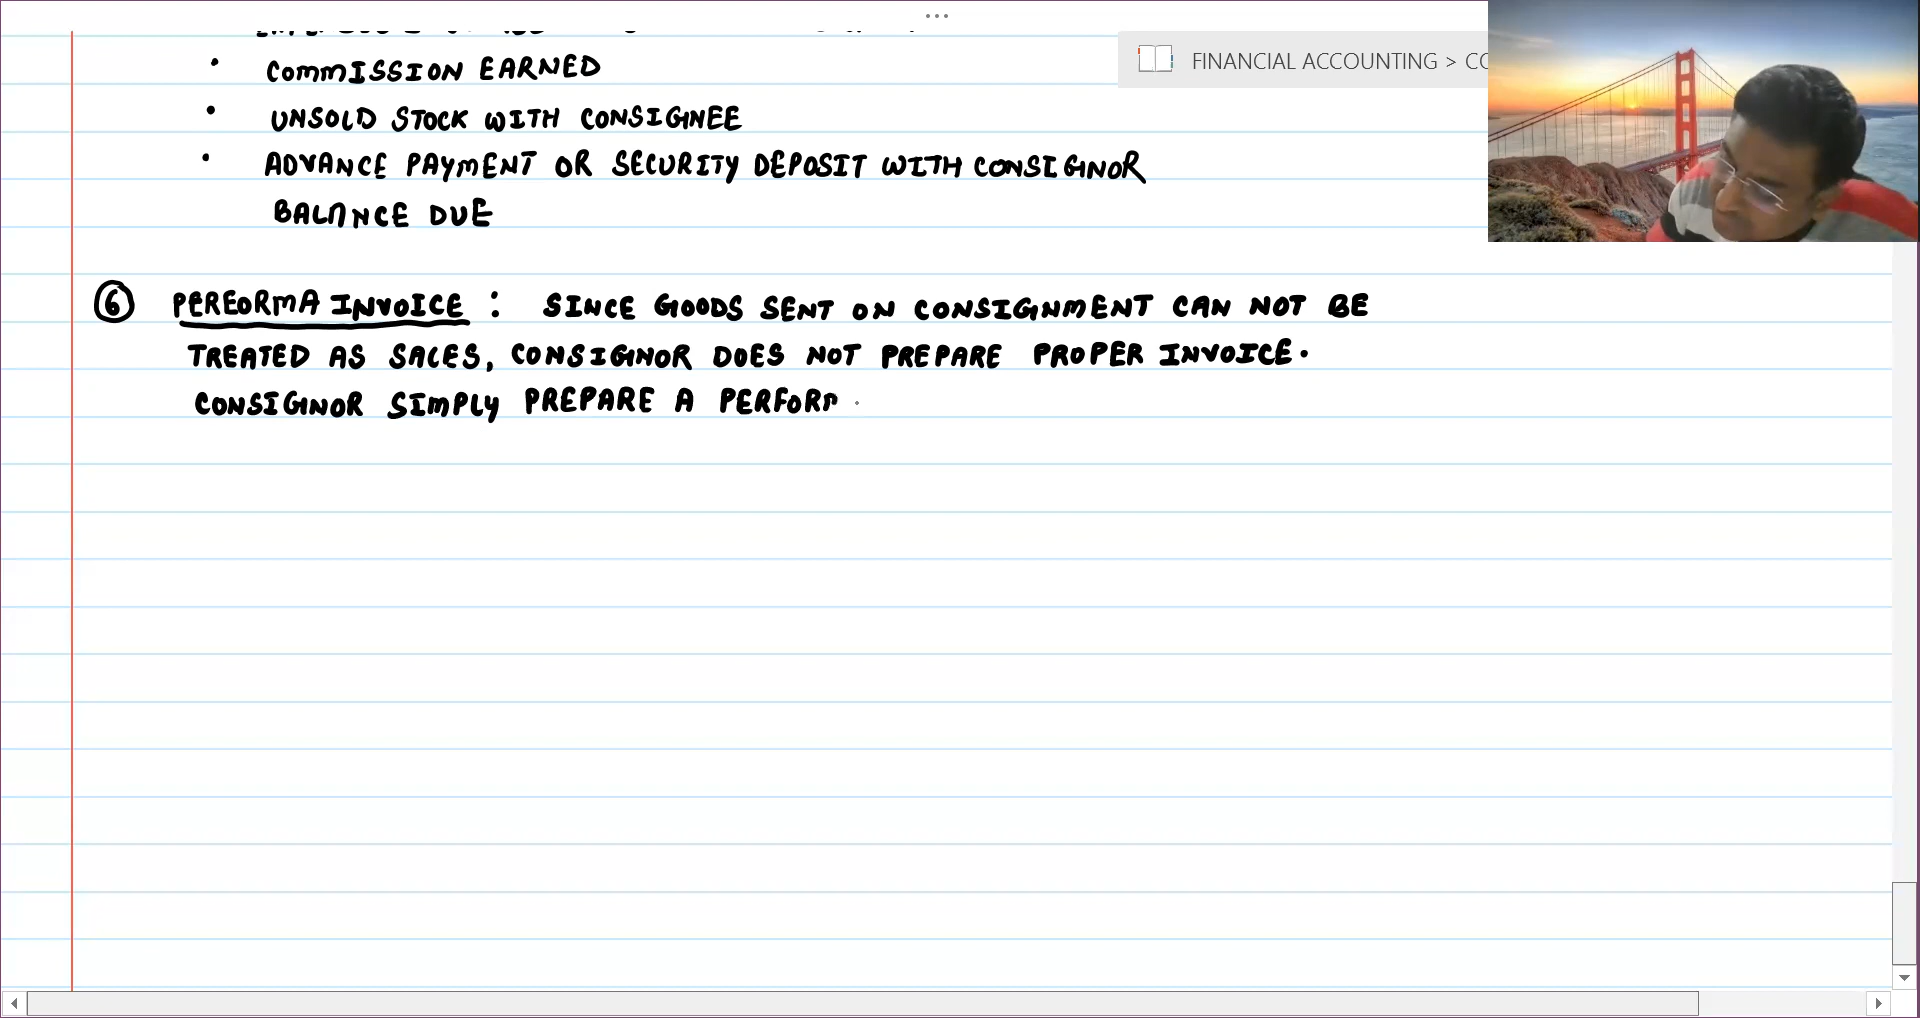 FINANCIAL ACCOUNTING > CO
• COMMISSION EARNED
• UNSOLD STOCK WITH CONSIGNEE
• ADVANCE PAYMENT OR SECURITY DEPOSIT WITH CONSIGNOR
BALANCE DUE
⑥ PERFORMA INVOICE : SINCE GOODS SENT ON CONSIGNMENT CAN NOT BE
TREATED AS SALES, CONSIGNOR DOES NOT PREPARE PROPER INVOICE.
CONSIGNOR SIMPLY PREPARE A PERFORM